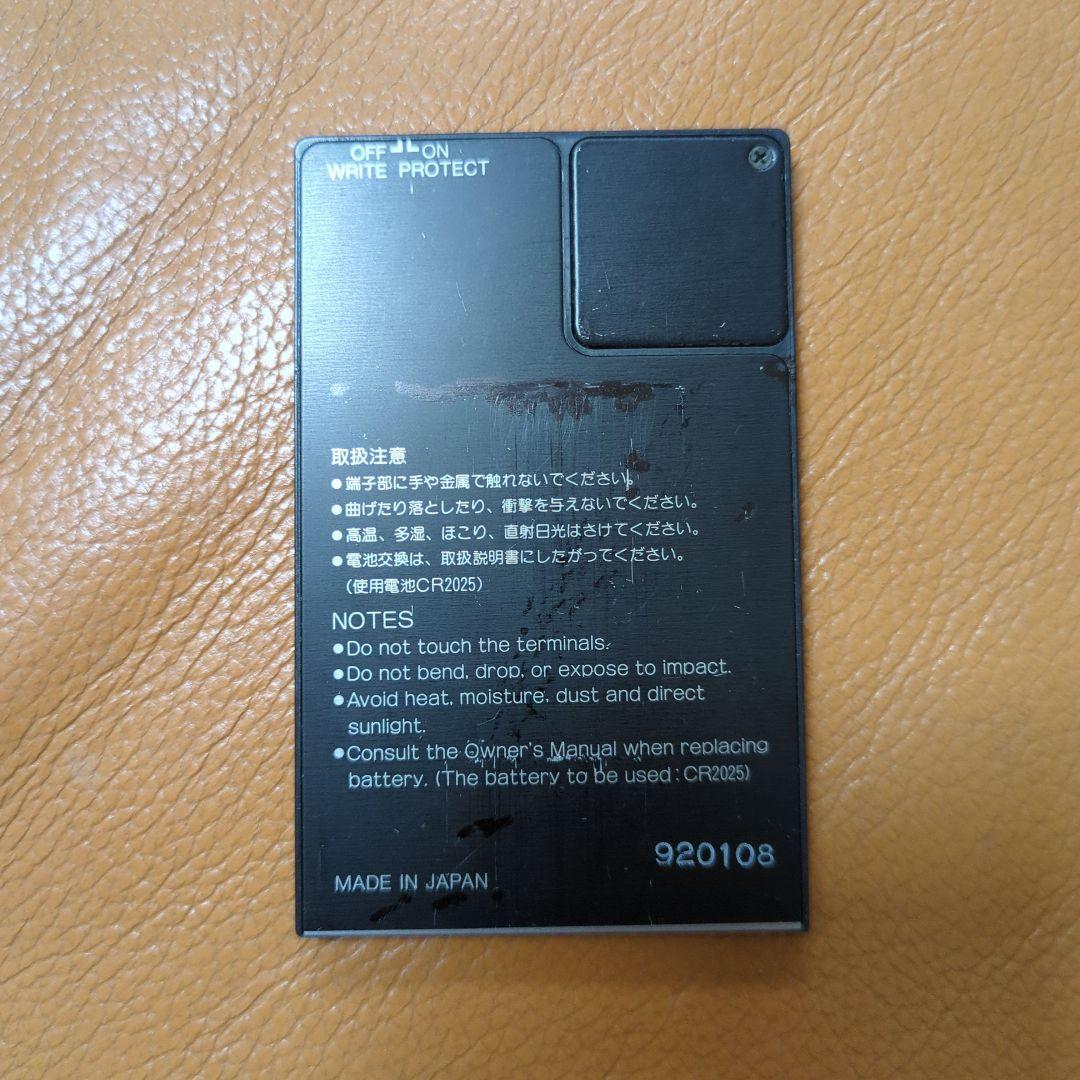 OFF ON
WRITE PROTECT
取扱注意
●端子部に手や金属で触れないでください。
●曲げたり落としたり、衝撃を与えないでください。
●高温、多湿、ほこり、直射日光はさけてください。
●電池交換は、取扱説明書にしたがってください。
(使用電池CR2025)
NOTES
●Do not touch the terminals.
●Do not bend, drop, or expose to impact.
●Avoid heat, moisture, dust and direct
sunlight.
●Consult the Owner's Manual when replacing
battery. (The battery to be used : CR2025)
920108
MADE IN JAPAN